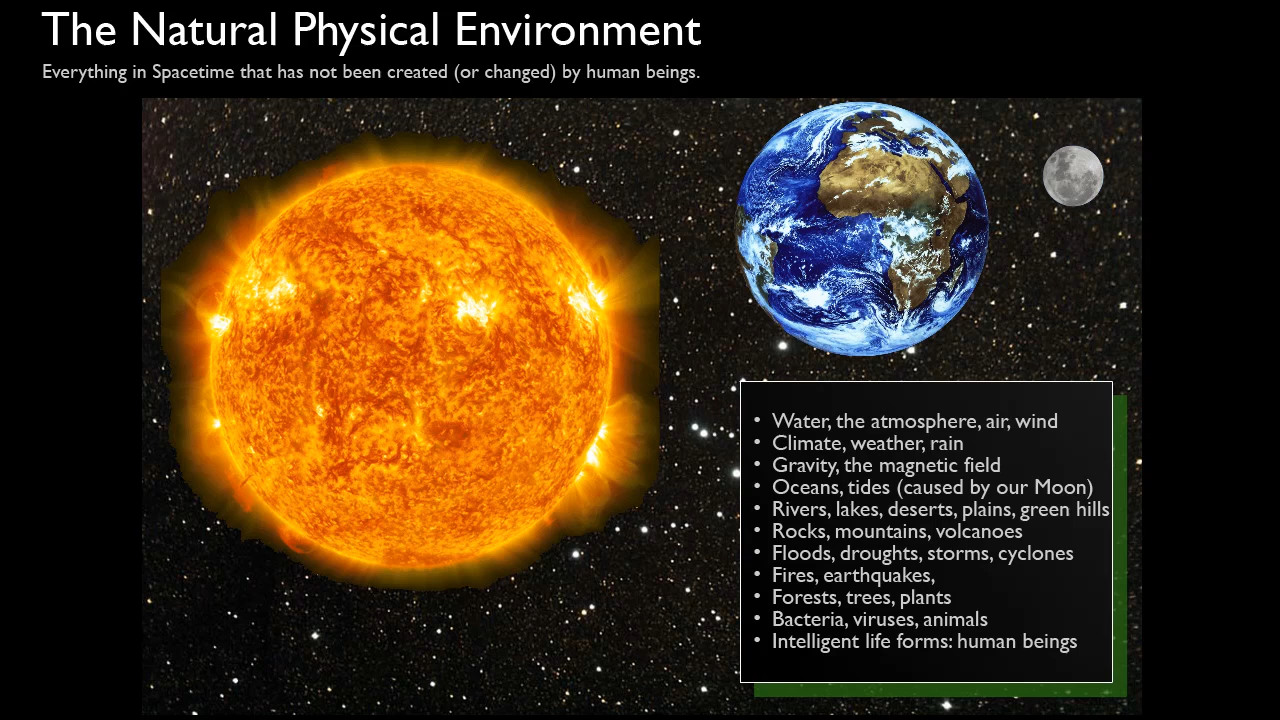 The Natural Physical Environment
Everything in Spacetime that has not been created (or changed) by human beings.
• Water, the atmosphere, air, wind
• Climate, weather, rain
• Gravity, the magnetic field
• Oceans, tides (caused by our Moon)
• Rivers, lakes, deserts, plains, green hills
• Rocks, mountains, volcanoes
• Floods, droughts, storms, cyclones
• Fires, earthquakes,
• Forests, trees, plants
• Bacteria, viruses, animals
• Intelligent life forms: human beings